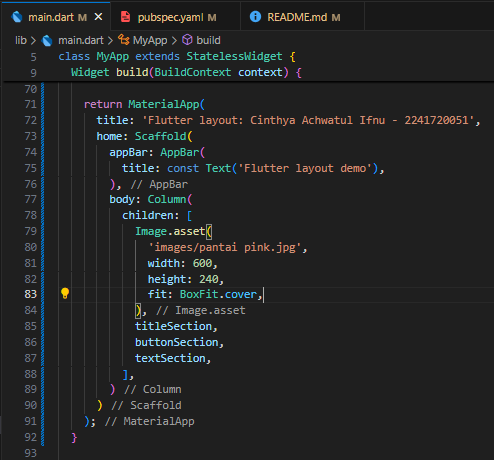 main.dart M X pubspec.yaml M README.md M
lib > main.dart > MyApp > build
5 class MyApp extends StatelessWidget {
9 Widget build(BuildContext context) {
70
71 return MaterialApp(
72 title: 'Flutter layout: Cinthya Achwatul Ifnu - 2241720051',
73 home: Scaffold(
74 appBar: AppBar(
75 title: const Text('Flutter layout demo'),
76 ), // AppBar
77 body: Column(
78 children: [
79 Image.asset(
80 'images/pantai pink.jpg',
81 width: 600,
82 height: 240,
83 fit: BoxFit.cover,
84 ), // Image.asset
85 titleSection,
86 buttonSection,
87 textSection,
88 ],
89 ) // Column
90 ) // Scaffold
91 ); // MaterialApp
92 }
93